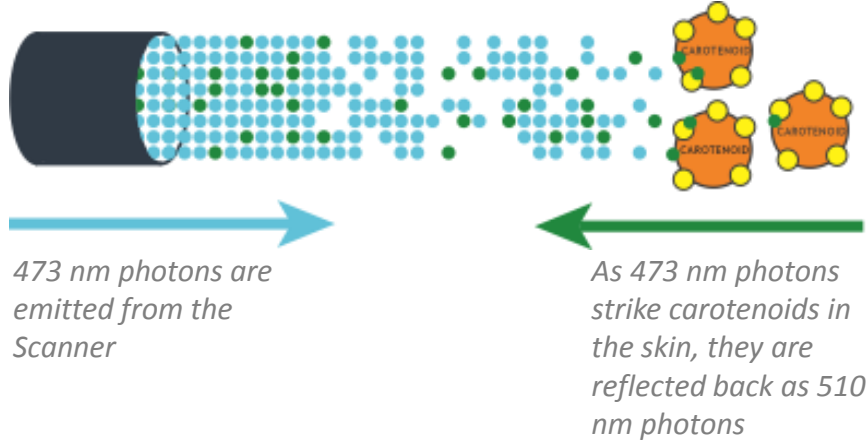 CAROTENOID
CAROTENOID
CAROTENOID
473 nm photons are
emitted from the
Scanner
As 473 nm photons
strike carotenoids in
the skin, they are
reflected back as 510
nm photons